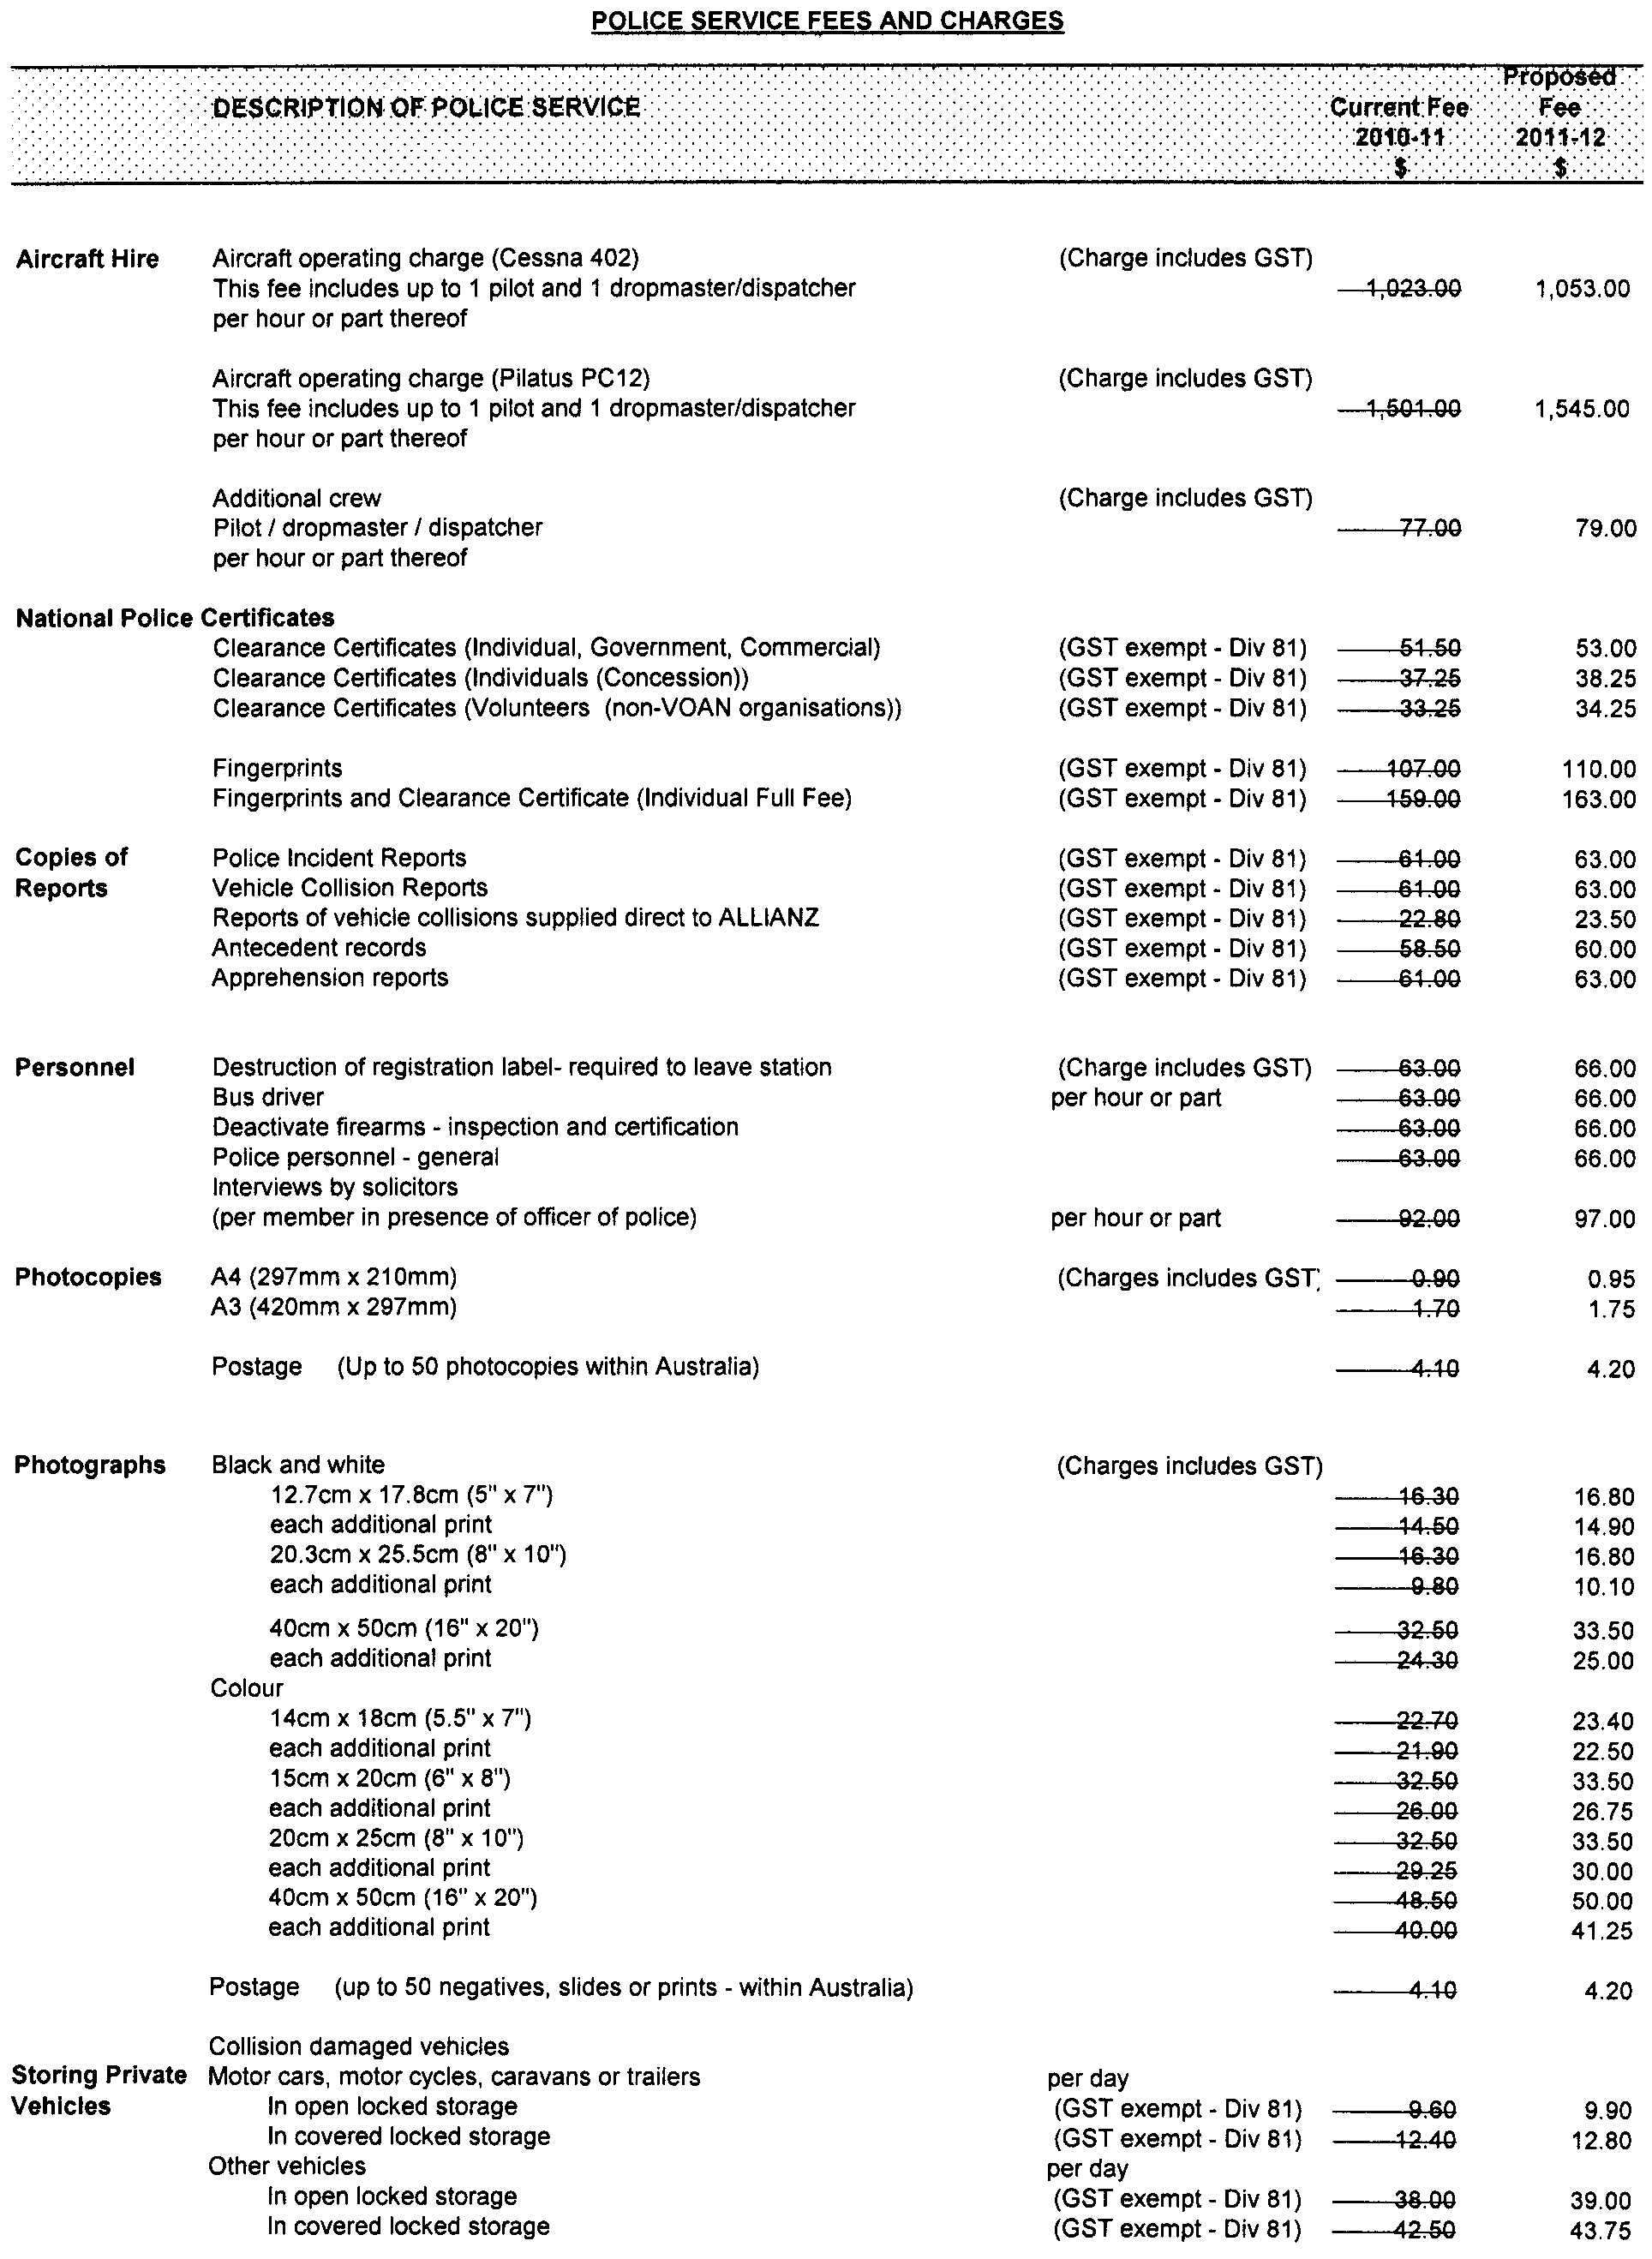 POLICE SERVICE FEES AND CHARGES
Proposed
DESCRIPTION OF POLICE SERVICE Current Fee Fee
2010-11 2011-12
$ $
Aircraft Hire Aircraft operating charge (Cessna 402) (Charge includes GST)
This fee includes up to 1 pilot and 1 dropmaster/dispatcher 1,023.00 1,053.00
per hour or part thereof
Aircraft operating charge (Pilatus PC12) (Charge includes GST)
This fee includes up to 1 pilot and 1 dropmaster/dispatcher 1,501.00 1,545.00
per hour or part thereof
Additional crew (Charge includes GST)
Pilot / dropmaster / dispatcher 77.00 79.00
per hour or part thereof
National Police Certificates
Clearance Certificates (Individual, Government, Commercial) (GST exempt - Div 81) 51.50 53.00
Clearance Certificates (Individuals (Concession)) (GST exempt - Div 81) 37.25 38.25
Clearance Certificates (Volunteers (non-VOAN organisations)) (GST exempt - Div 81) 33.25 34.25
Fingerprints (GST exempt - Div 81) 107.00 110.00
Fingerprints and Clearance Certificate (Individual Full Fee) (GST exempt - Div 81) 159.00 163.00
Copies of Police Incident Reports (GST exempt - Div 81) 61.00 63.00
Reports Vehicle Collision Reports (GST exempt - Div 81) 61.00 63.00
Reports of vehicle collisions supplied direct to ALLIANZ (GST exempt - Div 81) 22.80 23.50
Antecedent records (GST exempt - Div 81) 58.50 60.00
Apprehension reports (GST exempt - Div 81) 61.00 63.00
Personnel Destruction of registration label- required to leave station (Charge includes GST) 63.00 66.00
Bus driver per hour or part 63.00 66.00
Deactivate firearms - inspection and certification 63.00 66.00
Police personnel - general 63.00 66.00
Interviews by solicitors
(per member in presence of officer of police) per hour or part 92.00 97.00
Photocopies A4 (297mm x 210mm) (Charges includes GST) 0.90 0.95
A3 (420mm x 297mm) 1.70 1.75
Postage (Up to 50 photocopies within Australia) 4.10 4.20
Photographs Black and white (Charges includes GST)
12.7cm x 17.8cm (5" x 7") 16.30 16.80
each additional print 14.50 14.90
20.3cm x 25.5cm (8" x 10") 16.30 16.80
each additional print 9.80 10.10
40cm x 50cm (16" x 20") 32.50 33.50
each additional print 24.30 25.00
Colour
14cm x 18cm (5.5" x 7") 22.70 23.40
each additional print 21.90 22.50
15cm x 20cm (6" x 8") 32.50 33.50
each additional print 26.00 26.75
20cm x 25cm (8" x 10") 32.50 33.50
each additional print 29.25 30.00
40cm x 50cm (16" x 20") 48.50 50.00
each additional print 40.00 41.25
Postage (up to 50 negatives, slides or prints - within Australia) 4.10 4.20
Collision damaged vehicles
Storing Private Motor cars, motor cycles, caravans or trailers per day
Vehicles In open locked storage (GST exempt - Div 81) 9.60 9.90
In covered locked storage (GST exempt - Div 81) 12.40 12.80
Other vehicles per day
In open locked storage (GST exempt - Div 81) 38.00 39.00
In covered locked storage (GST exempt - Div 81) 42.50 43.75